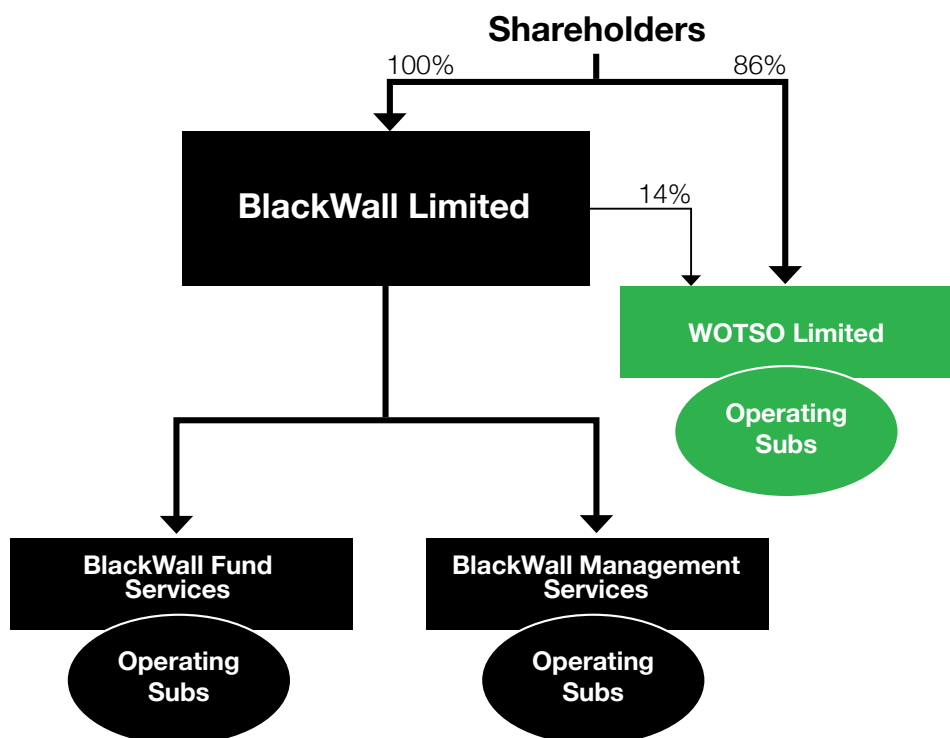 Shareholders
100%
86%
BlackWall Limited
14%
WOTSO Limited
Operating
Subs
BlackWall Fund
Services
Operating
Subs
BlackWall Management
Services
Operating
Subs